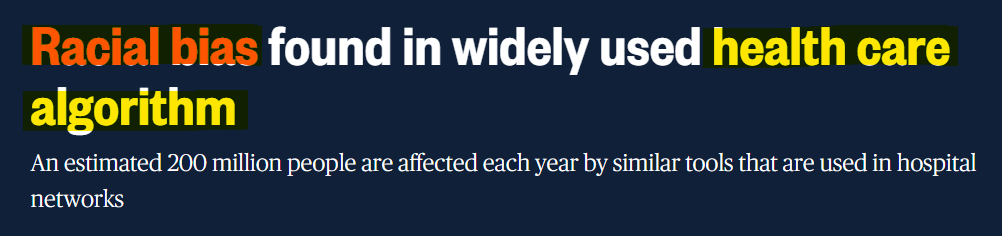 Racial bias found in widely used health care
algorithm
An estimated 200 million people are affected each year by similar tools that are used in hospital
networks